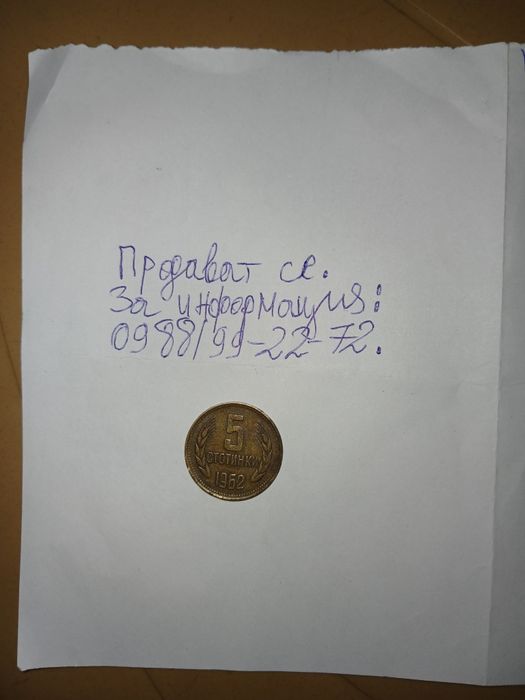 Продават се.
За информация:
0988/99-22-72.
5
СТОТИНКИ
1962